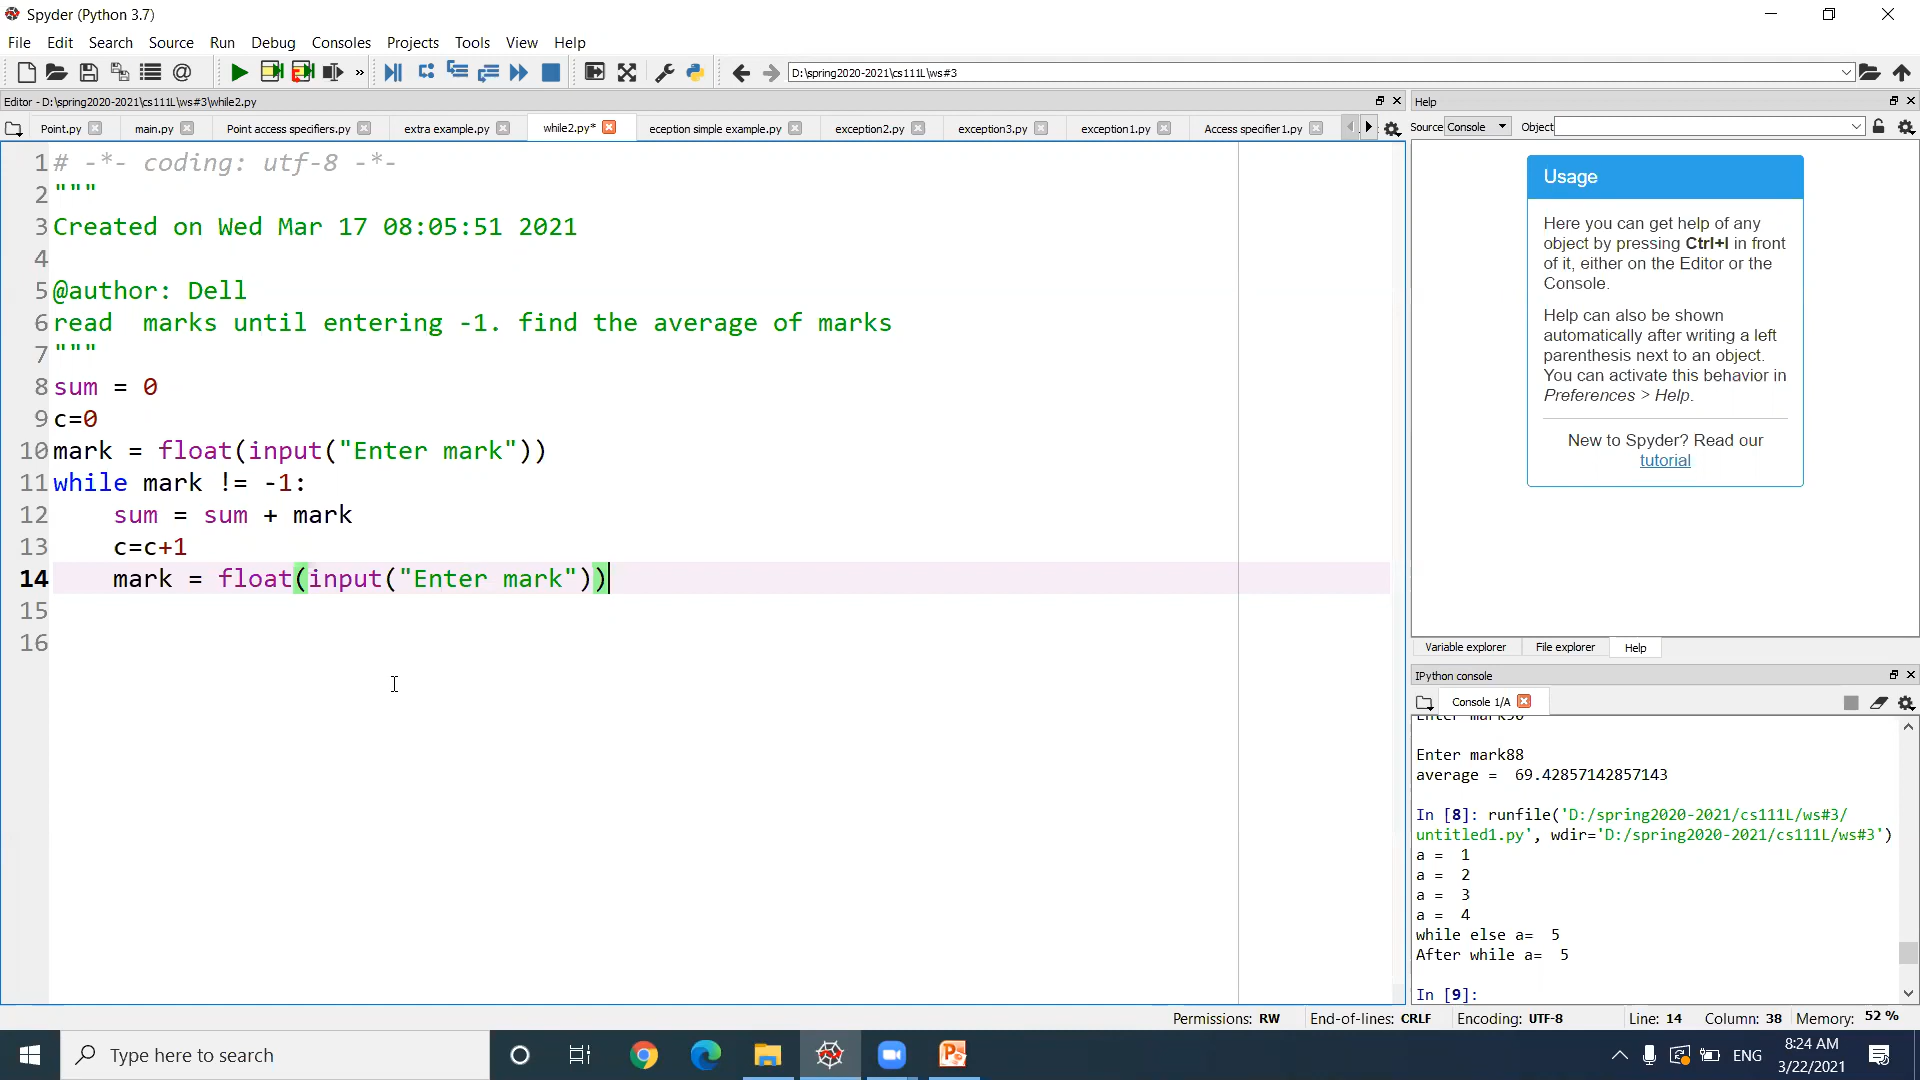 Spyder (Python 3.7)
File Edit Search Source Run Debug Consoles Projects Tools View Help
D:\spring2020-2021\cs111L\ws#3
Editor - D:\spring2020-2021\cs111L\ws#3\while2.py
Help
Point.py main.py Point access specifiers.py extra example.py while2.py* eception simple example.py exception2.py exception3.py exception1.py Access specifier1.py
Source Console Object
1 # -*- coding: utf-8 -*-
2 """
3 Created on Wed Mar 17 08:05:51 2021
4
5 @author: Dell
6 read  marks until entering -1. find the average of marks
7 """
8 sum = 0
9 c=0
10 mark = float(input("Enter mark"))
11 while mark != -1:
12     sum = sum + mark
13     c=c+1
14     mark = float(input("Enter mark"))
15
16
Usage
Here you can get help of any
object by pressing Ctrl+I in front
of it, either on the Editor or the
Console.
Help can also be shown
automatically after writing a left
parenthesis next to an object.
You can activate this behavior in
Preferences > Help.
New to Spyder? Read our
tutorial
Variable explorer File explorer Help
IPython console
Console 1/A
Enter mark88
average =  69.42857142857143
In [8]: runfile('D:/spring2020-2021/cs111L/ws#3/
untitled1.py', wdir='D:/spring2020-2021/cs111L/ws#3')
a =  1
a =  2
a =  3
a =  4
while else a=  5
After while a=  5
In [9]:
Permissions: RW End-of-lines: CRLF Encoding: UTF-8 Line: 14 Column: 38 Memory: 52 %
Type here to search
ENG
8:24 AM
3/22/2021